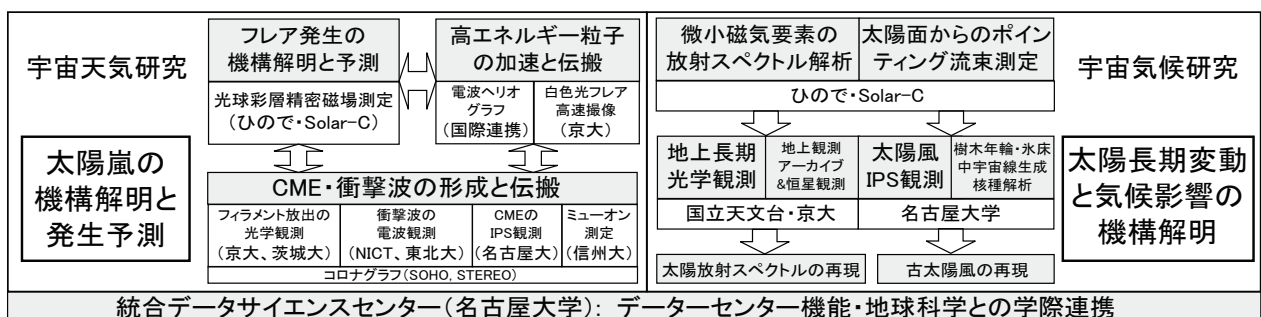 宇宙天気研究
太陽嵐の
機構解明と
発生予測
フレア発生の
機構解明と予測
光球彩層精密磁場測定
(ひので・Solar-C)
高エネルギー粒子
の加速と伝搬
電波ヘリオ
グラフ
(国際連携)
白色光フレア
高速撮像
(京大)
CME・衝撃波の形成と伝搬
フィラメント放出の
光学観測
(京大、茨城大)
衝撃波の
電波観測
(NICT、東北大)
CMEの
IPS観測
(名古屋大)
ミューオン
測定
(信州大)
コロナグラフ(SOHO, STEREO)
微小磁気要素の
放射スペクトル解析
太陽面からのポイン
ティング流束測定
ひので・Solar-C
地上長期
光学観測
地上観測
アーカイブ
&恒星観測
国立天文台・京大
太陽風
IPS観測
樹木年輪・氷床
中宇宙線生成
核種解析
名古屋大学
太陽放射スペクトルの再現
古太陽風の再現
宇宙気候研究
太陽長期変動
と気候影響の
機構解明
統合データサイエンスセンター(名古屋大学): データーセンター機能・地球科学との学際連携